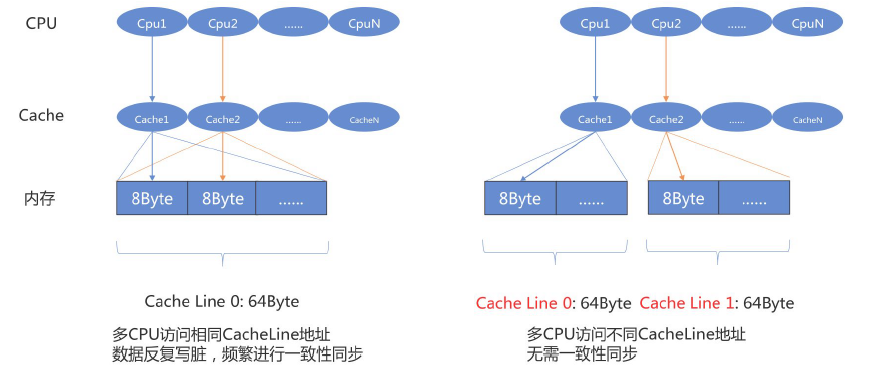 CPU
Cpu1 Cpu2 ...... CpuN
Cpu1 Cpu2 ...... CpuN
Cache
Cache1 Cache2 ...... CacheN
Cache1 Cache2 ...... CacheN
内存
8Byte 8Byte ......
8Byte ...... 8Byte ......
Cache Line 0: 64Byte
Cache Line 0: 64Byte Cache Line 1: 64Byte
多CPU访问相同CacheLine地址
数据反复写脏，频繁进行一致性同步
多CPU访问不同CacheLine地址
无需一致性同步